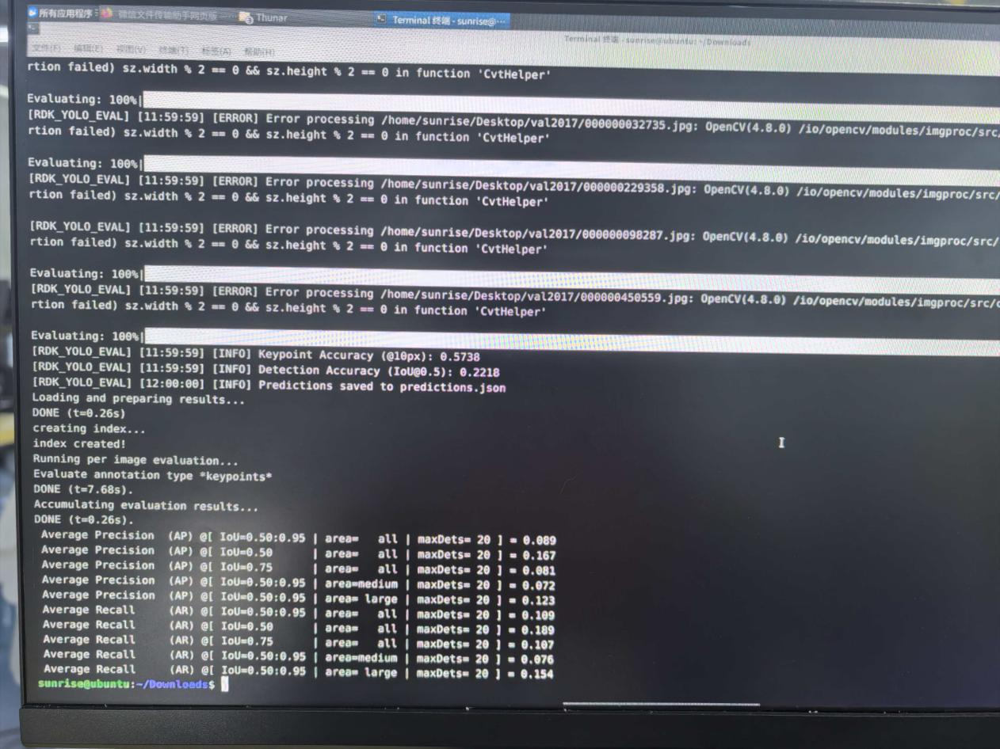 所有应用程序
微信文件传输助手网页版
Thunar
Terminal 终端 - sunrise@···
Terminal 终端 - sunrise@ubuntu: ~/Downloads
文件(F) 编辑(E) 视图(V) 终端(T) 标签(A) 帮助(H)
rtion failed) sz.width % 2 == 0 && sz.height % 2 == 0 in function 'CvtHelper'
Evaluating: 100%|
[RDK_YOLO_EVAL] [11:59:59] [ERROR] Error processing /home/sunrise/Desktop/val2017/000000032735.jpg: OpenCV(4.8.0) /io/opencv/modules/imgproc/src/
rtion failed) sz.width % 2 == 0 && sz.height % 2 == 0 in function 'CvtHelper'
Evaluating: 100%|
[RDK_YOLO_EVAL] [11:59:59] [ERROR] Error processing /home/sunrise/Desktop/val2017/000000229358.jpg: OpenCV(4.8.0) /io/opencv/modules/imgproc/src/
rtion failed) sz.width % 2 == 0 && sz.height % 2 == 0 in function 'CvtHelper'
[RDK_YOLO_EVAL] [11:59:59] [ERROR] Error processing /home/sunrise/Desktop/val2017/000000098287.jpg: OpenCV(4.8.0) /io/opencv/modules/imgproc/src/
rtion failed) sz.width % 2 == 0 && sz.height % 2 == 0 in function 'CvtHelper'
Evaluating: 100%|
[RDK_YOLO_EVAL] [11:59:59] [ERROR] Error processing /home/sunrise/Desktop/val2017/000000450559.jpg: OpenCV(4.8.0) /io/opencv/modules/imgproc/src/c
rtion failed) sz.width % 2 == 0 && sz.height % 2 == 0 in function 'CvtHelper'
Evaluating: 100%|
[RDK_YOLO_EVAL] [11:59:59] [INFO] Keypoint Accuracy (@10px): 0.5738
[RDK_YOLO_EVAL] [11:59:59] [INFO] Detection Accuracy (IoU@0.5): 0.2218
[RDK_YOLO_EVAL] [12:00:00] [INFO] Predictions saved to predictions.json
Loading and preparing results...
DONE (t=0.26s)
creating index...
index created!
Running per image evaluation...
Evaluate annotation type *keypoints*
DONE (t=7.68s).
Accumulating evaluation results...
DONE (t=0.26s).
Average Precision (AP) @[ IoU=0.50:0.95 | area= all | maxDets= 20 ] = 0.089
Average Precision (AP) @[ IoU=0.50 | area= all | maxDets= 20 ] = 0.167
Average Precision (AP) @[ IoU=0.75 | area= all | maxDets= 20 ] = 0.081
Average Precision (AP) @[ IoU=0.50:0.95 | area=medium | maxDets= 20 ] = 0.072
Average Precision (AP) @[ IoU=0.50:0.95 | area= large | maxDets= 20 ] = 0.123
Average Recall (AR) @[ IoU=0.50:0.95 | area= all | maxDets= 20 ] = 0.109
Average Recall (AR) @[ IoU=0.50 | area= all | maxDets= 20 ] = 0.189
Average Recall (AR) @[ IoU=0.75 | area= all | maxDets= 20 ] = 0.107
Average Recall (AR) @[ IoU=0.50:0.95 | area=medium | maxDets= 20 ] = 0.076
Average Recall (AR) @[ IoU=0.50:0.95 | area= large | maxDets= 20 ] = 0.154
sunrise@ubuntu:~/Downloads$